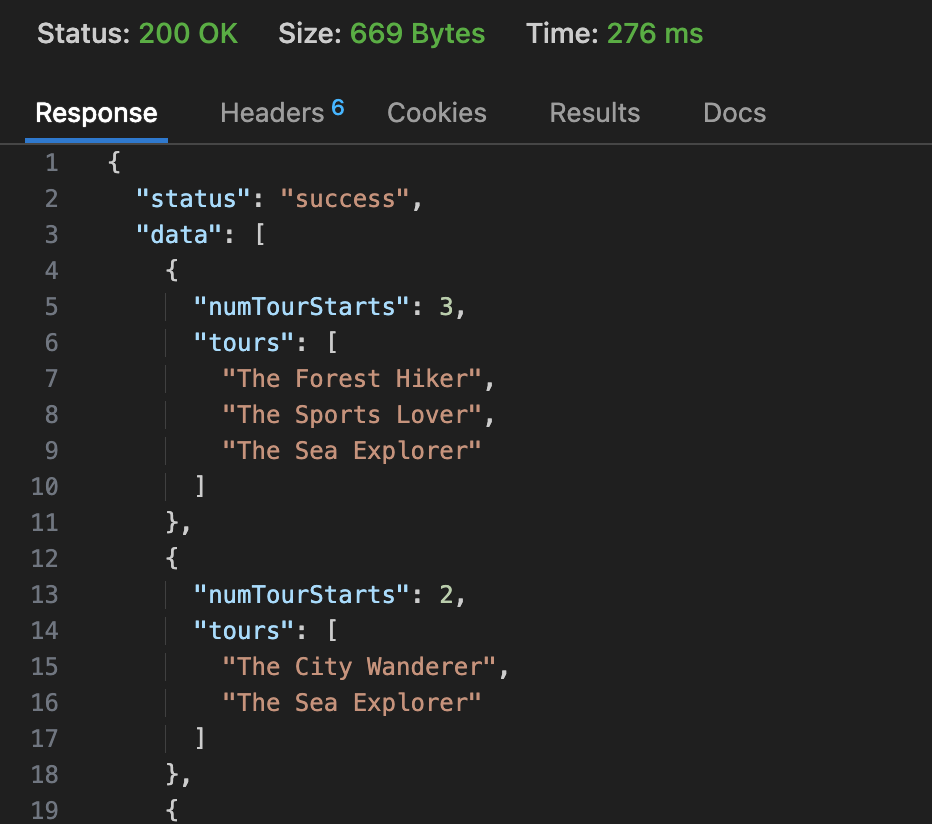 Status: 200 OK Size: 669 Bytes Time: 276 ms
Response Headers 6 Cookies Results Docs
1 {
2 "status": "success",
3 "data": [
4 {
5 "numTourStarts": 3,
6 "tours": [
7 "The Forest Hiker",
8 "The Sports Lover",
9 "The Sea Explorer"
10 ]
11 },
12 {
13 "numTourStarts": 2,
14 "tours": [
15 "The City Wanderer",
16 "The Sea Explorer"
17 ]
18 },
19 {